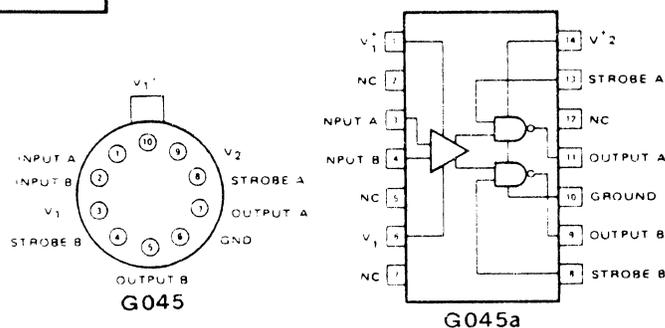 V1+
10
1
9
INPUT A
V2
INPUT B
2
8
STROBE A
V1
3
7
OUTPUT A
STROBE B
4
6
GND
5
OUTPUT B
G045
V1+
1
14
V+2
NC
2
13
STROBE A
NPUT A
3
12
NC
NPUT B
4
11
OUTPUT A
NC
5
10
GROUND
V1
6
9
OUTPUT B
NC
7
8
STROBE B
G045a